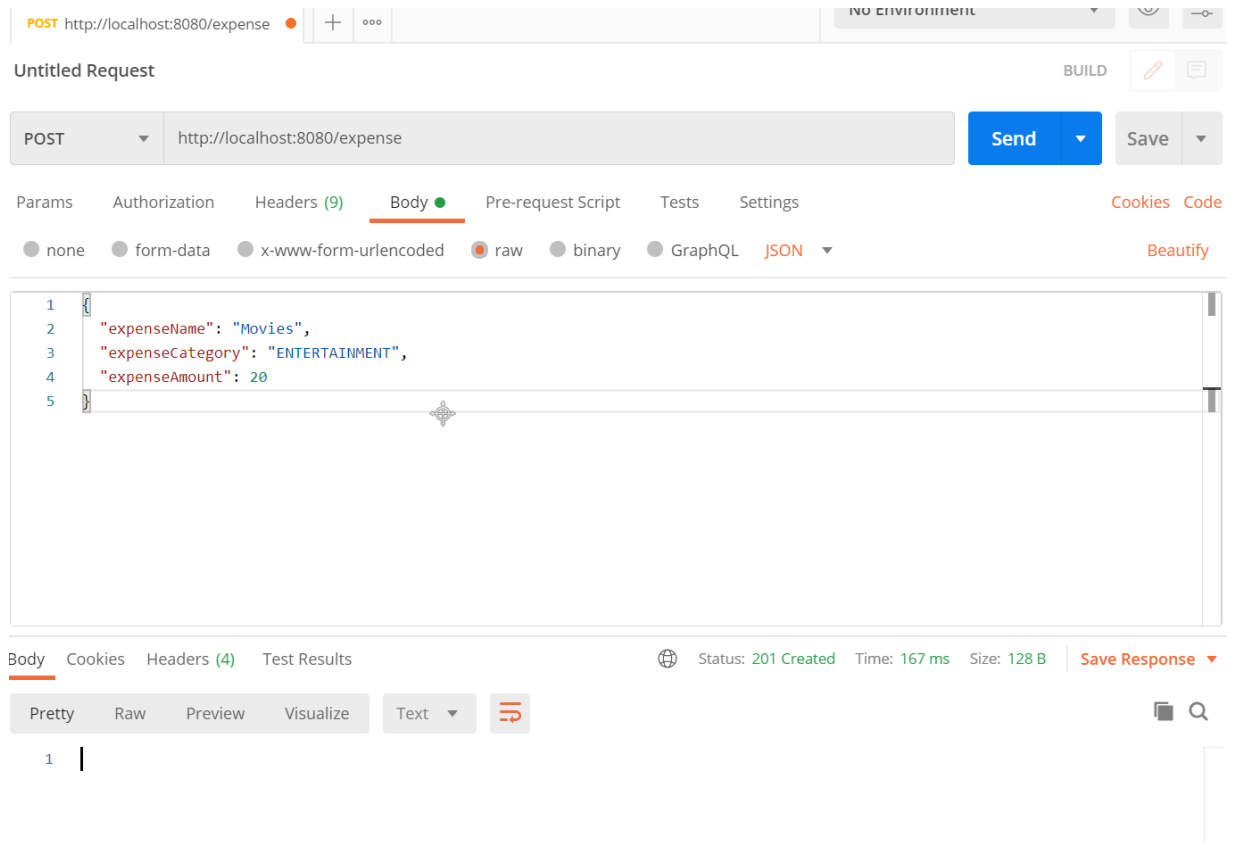 POST http://localhost:8080/expense
No Environment
Untitled Request
BUILD
POST http://localhost:8080/expense Send Save
Params Authorization Headers (9) Body Pre-request Script Tests Settings Cookies Code
none form-data x-www-form-urlencoded raw binary GraphQL JSON Beautify
1 {
2 "expenseName": "Movies",
3 "expenseCategory": "ENTERTAINMENT",
4 "expenseAmount": 20
5 }
Body Cookies Headers (4) Test Results Status: 201 Created Time: 167 ms Size: 128 B Save Response
Pretty Raw Preview Visualize Text
1